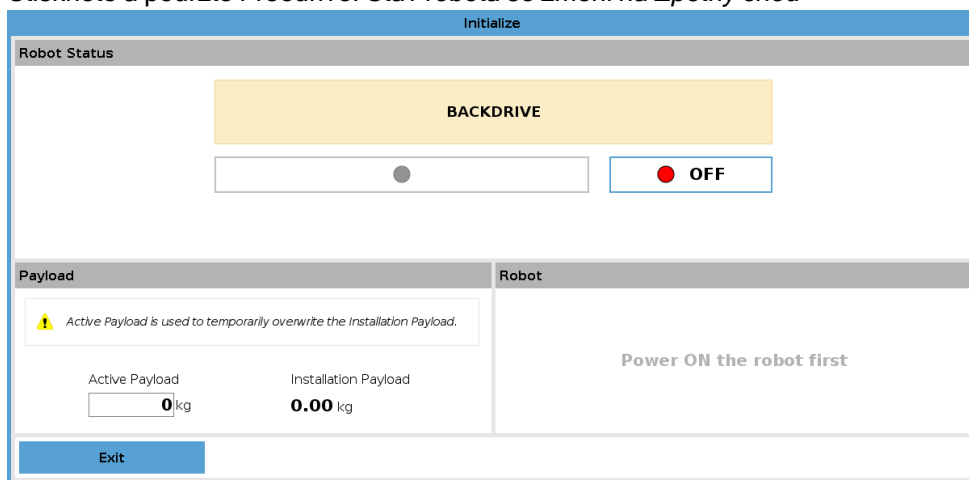 Initialize
Robot Status
BACKDRIVE
OFF
Payload
Robot
Active Payload is used to temporarily overwrite the Installation Payload.
Power ON the robot first
Active Payload
Installation Payload
0 kg
0.00 kg
Exit